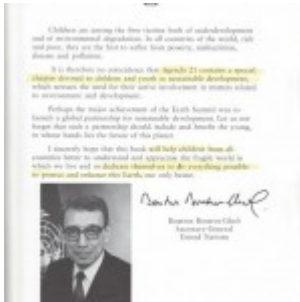 Children are among the first victims both of underdevelopment
and of environmental degradation. In all countries of the world, rich
and poor, they are the first to suffer from poverty, malnutrition,
disease and pollution.
It is therefore no coincidence that Agenda 21 contains a special
chapter devoted to children and youth in sustainable development,
which stresses the need for their active involvement in matters related
to environment and development.
Perhaps the major achievement of the Earth Summit was to
launch a global partnership for sustainable development. Let us not
forget that such a partnership should include and benefit the young,
in whose hands lies the future of this planet.
I sincerely hope that this book will help children from all
countries better to understand and appreciate the fragile world in
which we live and to dedicate themselves to do everything possible
to protect and enhance this Earth, our only home.
Boutros Boutros-Ghali
Boutros Boutros-Ghali
Secretary-General
United Nations